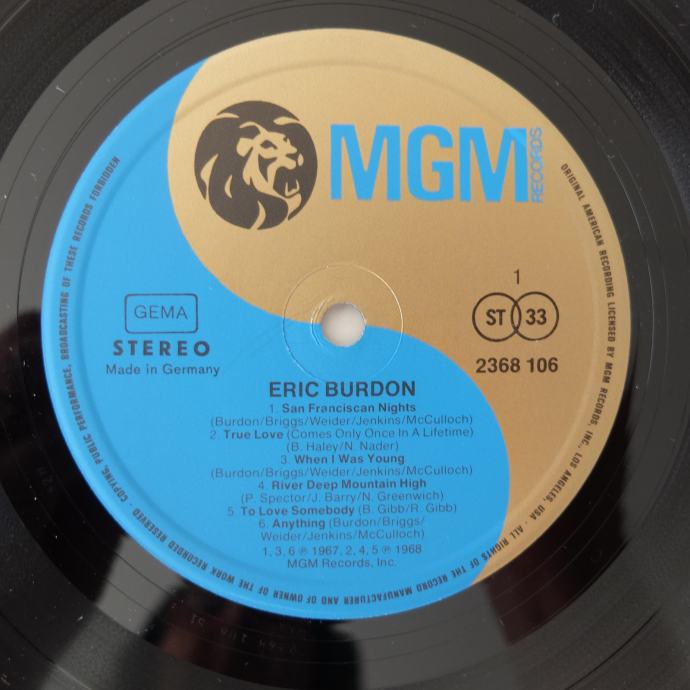 MGM
RECORDS
GEMA
STEREO
Made in Germany
1
ST 33
2368 106
ERIC BURDON
1. San Franciscan Nights
(Burdon/Briggs/Weider/Jenkins/McCulloch)
2. True Love (Comes Only Once In A Lifetime)
(B. Haley/N. Nader)
3. When I Was Young
(Burdon/Briggs/Weider/Jenkins/McCulloch)
4. River Deep Mountain High
(P. Spector/J. Barry/N. Greenwich)
5. To Love Somebody (B. Gibb/R. Gibb)
6. Anything (Burdon/Briggs/
Weider/Jenkins/McCulloch)
1, 3, 6 ℗ 1967, 2, 4, 5 ℗ 1968
MGM Records, Inc.
ORIGINAL AMERICAN RECORDING LICENSED BY MGM RECORDS, INC., LOS ANGELES, USA · ALL RIGHTS OF THE RECORD MANUFACTURER AND OF OWNER OF THE WORK RECORDED RESERVED · COPYING, PUBLIC PERFORMANCE, BROADCASTING OF THESE RECORDS FORBIDDEN